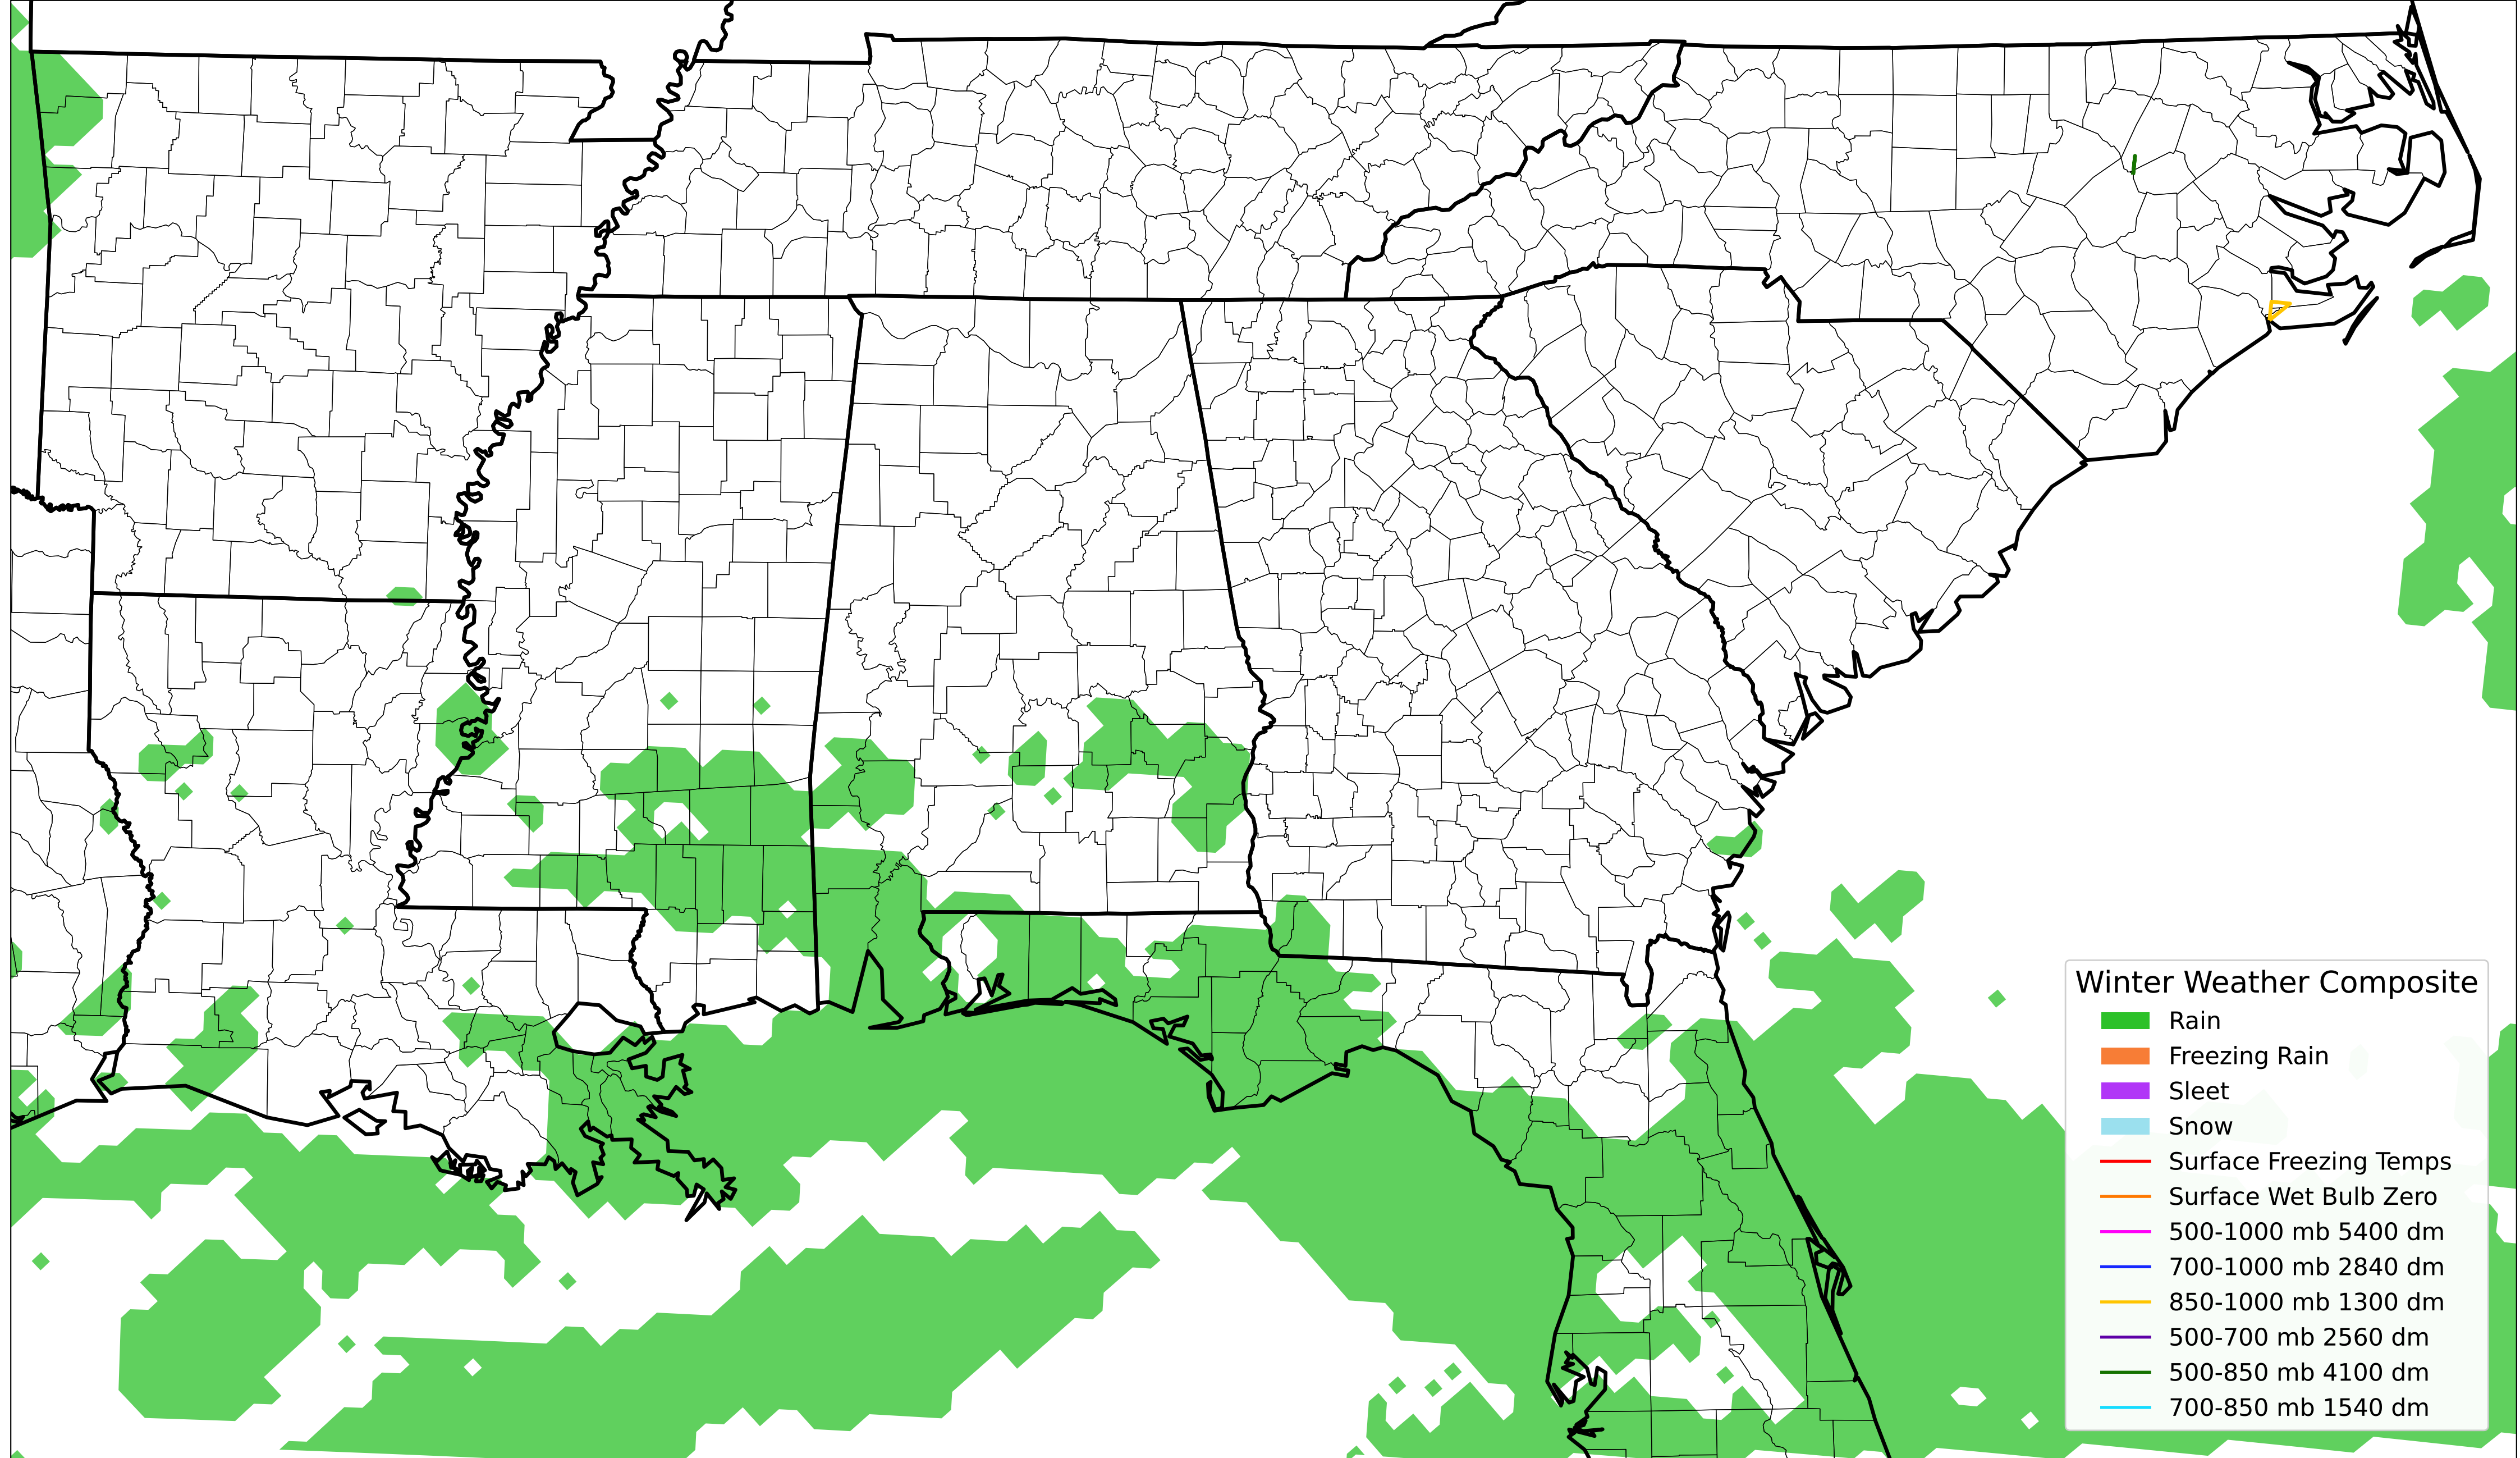 Winter Weather Composite
Rain
Freezing Rain
Sleet
Snow
Surface Freezing Temps
Surface Wet Bulb Zero
500-1000 mb 5400 dm
700-1000 mb 2840 dm
850-1000 mb 1300 dm
500-700 mb 2560 dm
500-850 mb 4100 dm
700-850 mb 1540 dm